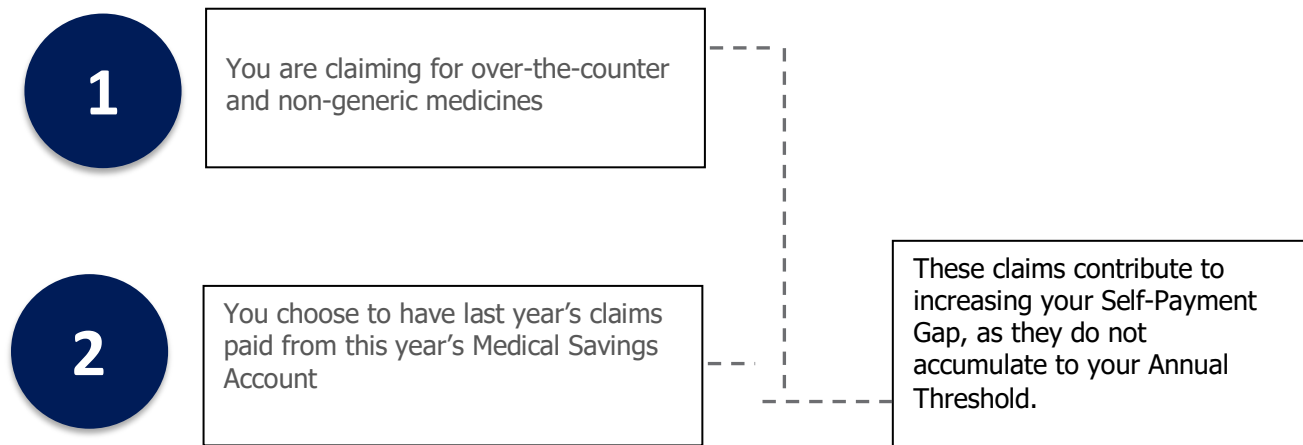 1
You are claiming for over-the-counter
and non-generic medicines
2
You choose to have last year’s claims
paid from this year’s Medical Savings
Account
These claims contribute to
increasing your Self-Payment
Gap, as they do not
accumulate to your Annual
Threshold.